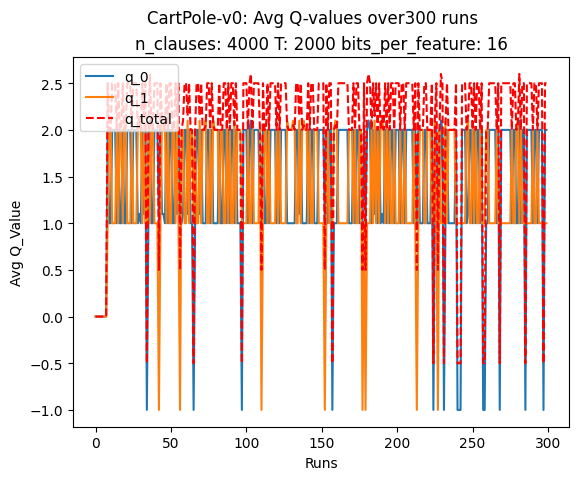 CartPole-v0: Avg Q-values over300 runs
n_clauses: 4000 T: 2000 bits_per_feature: 16
q_0
q_1
q_total
Avg Q_Value
2.5
2.0
1.5
1.0
0.5
0.0
−0.5
−1.0
0 50 100 150 200 250 300
Runs